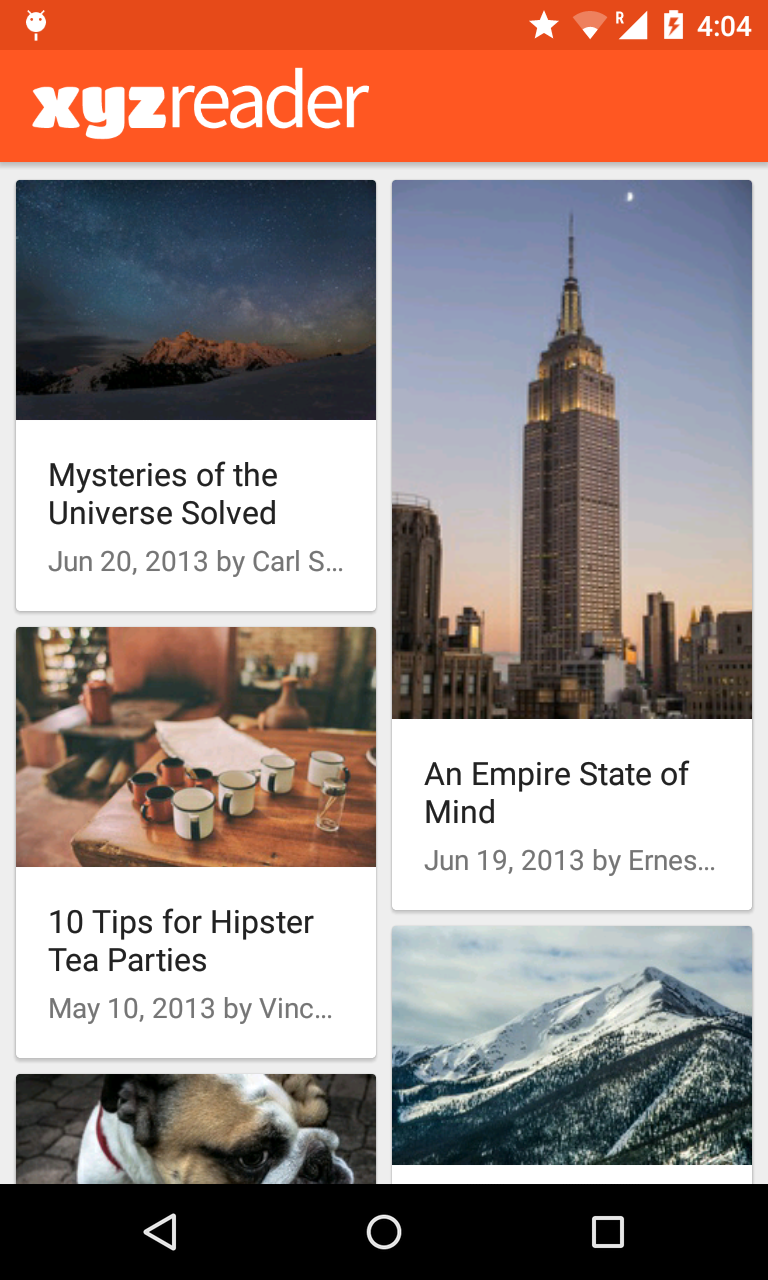 R 4:04
xyzreader
Mysteries of the
Universe Solved
Jun 20, 2013 by Carl S...
An Empire State of
Mind
Jun 19, 2013 by Ernes...
10 Tips for Hipster
Tea Parties
May 10, 2013 by Vinc...